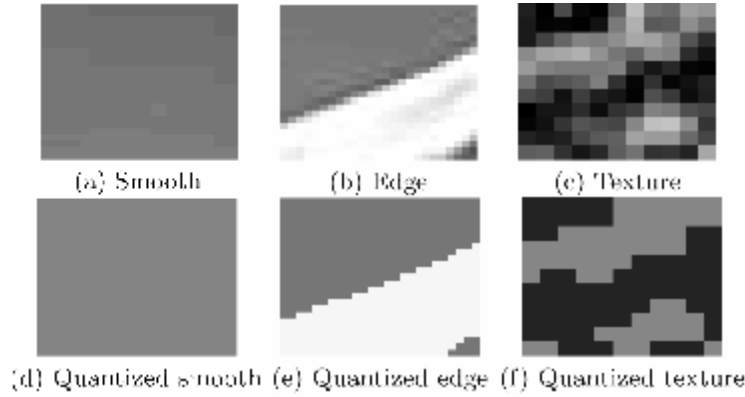 (a) Smooth (b) Edge (c) Texture
(d) Quantized smooth (e) Quantized edge (f) Quantized texture